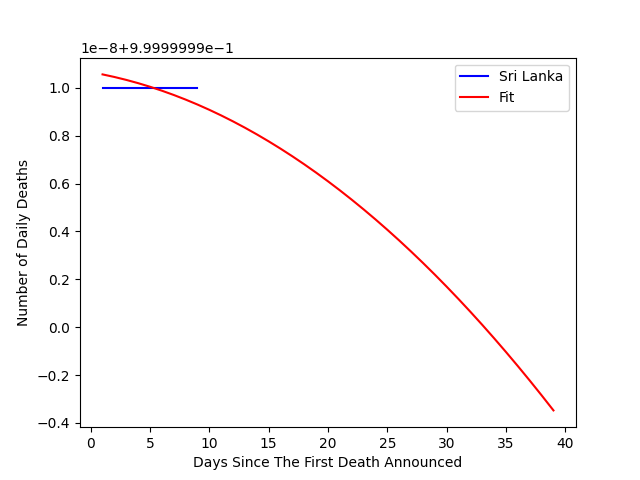 1e−8+9.9999999e−1
1.0
0.8
0.6
0.4
0.2
0.0
−0.2
−0.4
Number of Daily Deaths
Sri Lanka
Fit
0 5 10 15 20 25 30 35 40
Days Since The First Death Announced